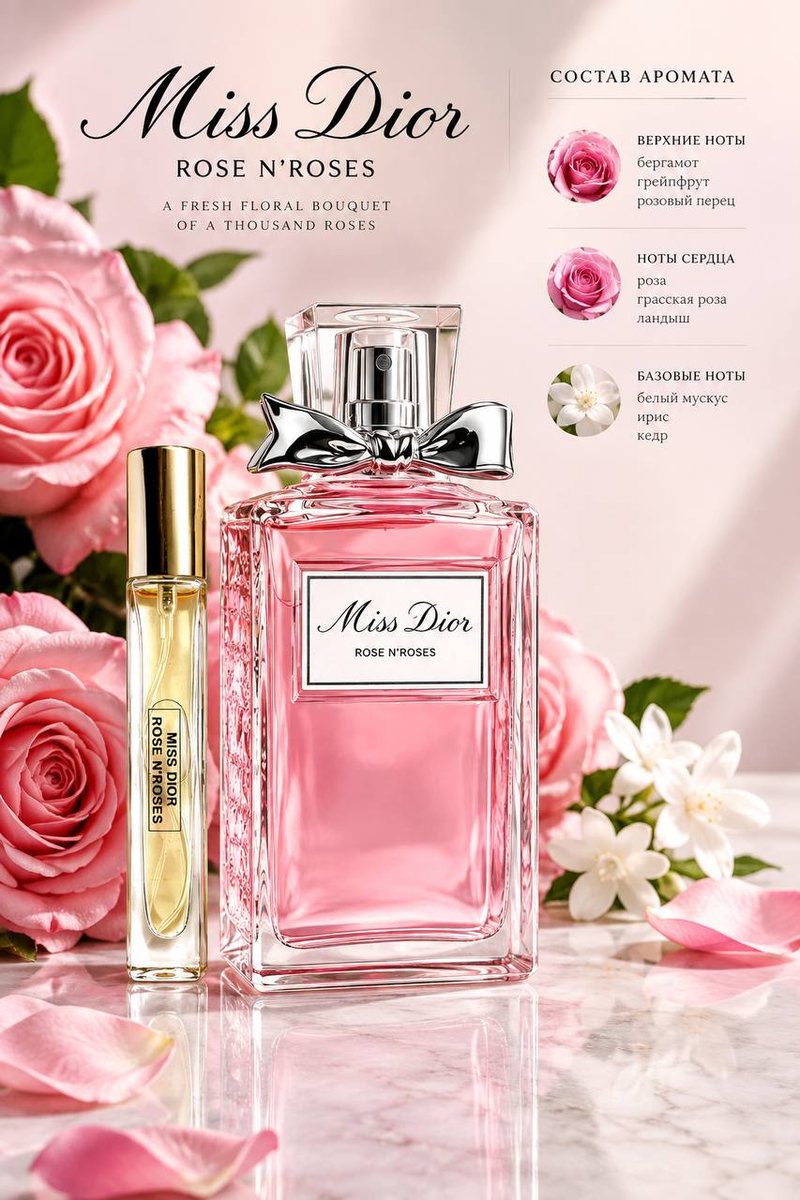 Miss Dior
ROSE N'ROSES
A FRESH FLORAL BOUQUET
OF A THOUSAND ROSES
СОСТАВ АРОМАТА
ВЕРХНИЕ НОТЫ
бергамот
грейпфрут
розовый перец
НОТЫ СЕРДЦА
роза
грасская роза
ландыш
БАЗОВЫЕ НОТЫ
белый мускус
ирис
кедр
MISS DIOR
ROSE N'ROSES
Miss Dior
ROSE N'ROSES